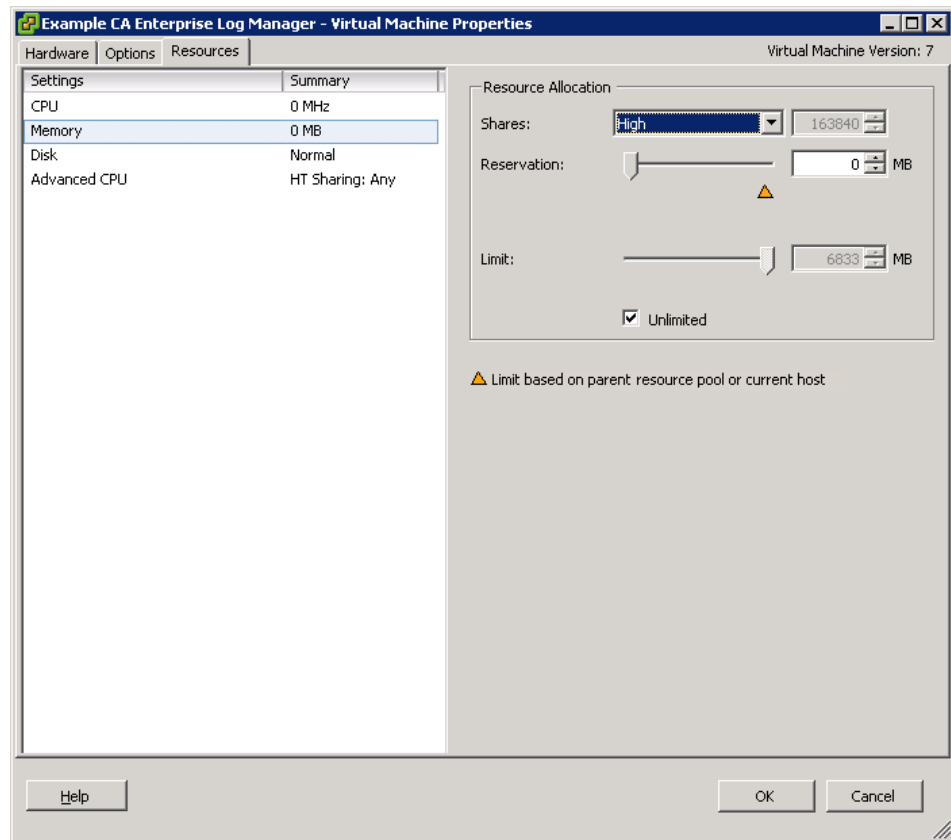 Example CA Enterprise Log Manager - Virtual Machine Properties
Hardware Options Resources Virtual Machine Version: 7
Settings Summary
CPU 0 MHz
Memory 0 MB
Disk Normal
Advanced CPU HT Sharing: Any
Resource Allocation
Shares: High 163840
Reservation: 0 MB
Limit: 6833 MB
Unlimited
Limit based on parent resource pool or current host
Help OK Cancel